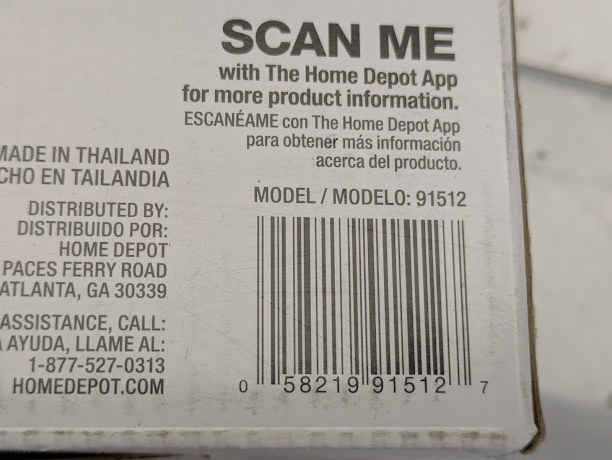 SCAN ME
with The Home Depot App
for more product information.
ESCANÉAME con The Home Depot App
para obtener más información
acerca del producto.
MADE IN THAILAND
CHO EN TAILANDIA
DISTRIBUTED BY:
DISTRIBUIDO POR:
HOME DEPOT
PACES FERRY ROAD
ATLANTA, GA 30339
ASSISTANCE, CALL:
AYUDA, LLAME AL:
1-877-527-0313
HOMEDEPOT.COM
MODEL / MODELO: 91512
0 58219 91512 7